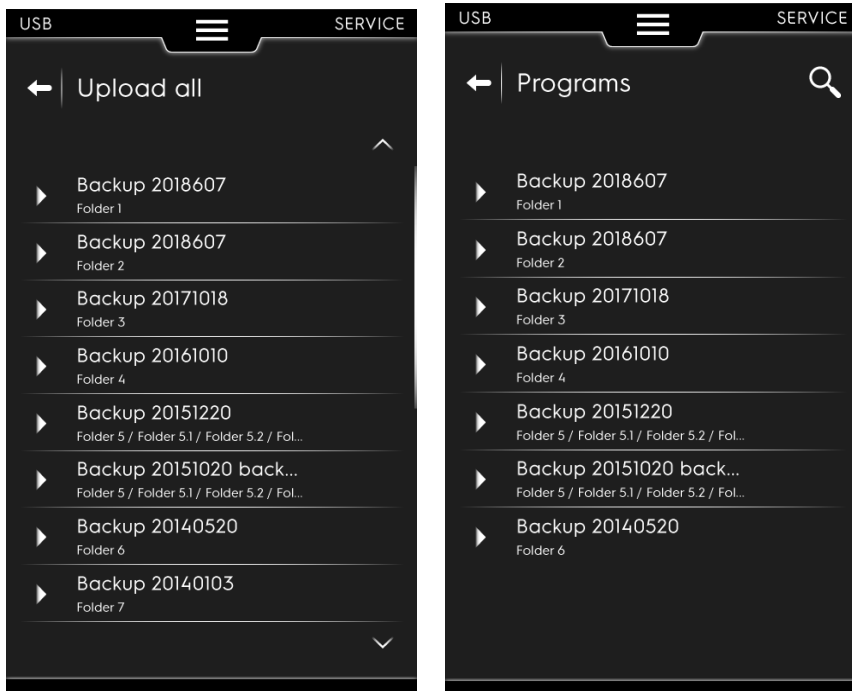 USB
SERVICE
Upload all
Backup 2018607
Folder 1
Backup 2018607
Folder 2
Backup 20171018
Folder 3
Backup 20161010
Folder 4
Backup 20151220
Folder 5 / Folder 5.1 / Folder 5.2 / Fol...
Backup 20151020 back...
Folder 5 / Folder 5.1 / Folder 5.2 / Fol...
Backup 20140520
Folder 6
Backup 20140103
Folder 7
USB
SERVICE
Programs
Backup 2018607
Folder 1
Backup 2018607
Folder 2
Backup 20171018
Folder 3
Backup 20161010
Folder 4
Backup 20151220
Folder 5 / Folder 5.1 / Folder 5.2 / Fol...
Backup 20151020 back...
Folder 5 / Folder 5.1 / Folder 5.2 / Fol...
Backup 20140520
Folder 6